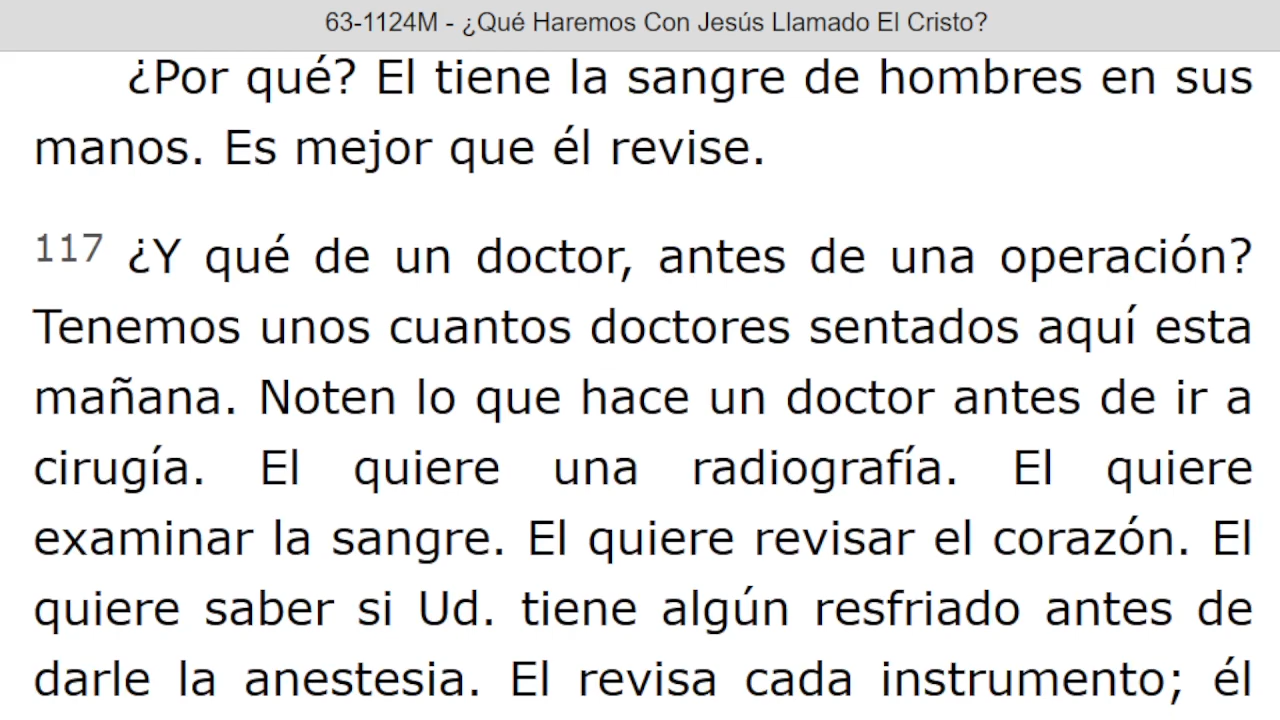 63-1124M - ¿Qué Haremos Con Jesús Llamado El Cristo?
¿Por qué? El tiene la sangre de hombres en sus
manos. Es mejor que él revise.
117 ¿Y qué de un doctor, antes de una operación?
Tenemos unos cuantos doctores sentados aquí esta
mañana. Noten lo que hace un doctor antes de ir a
cirugía. El quiere una radiografía. El quiere
examinar la sangre. El quiere revisar el corazón. El
quiere saber si Ud. tiene algún resfriado antes de
darle la anestesia. El revisa cada instrumento; él